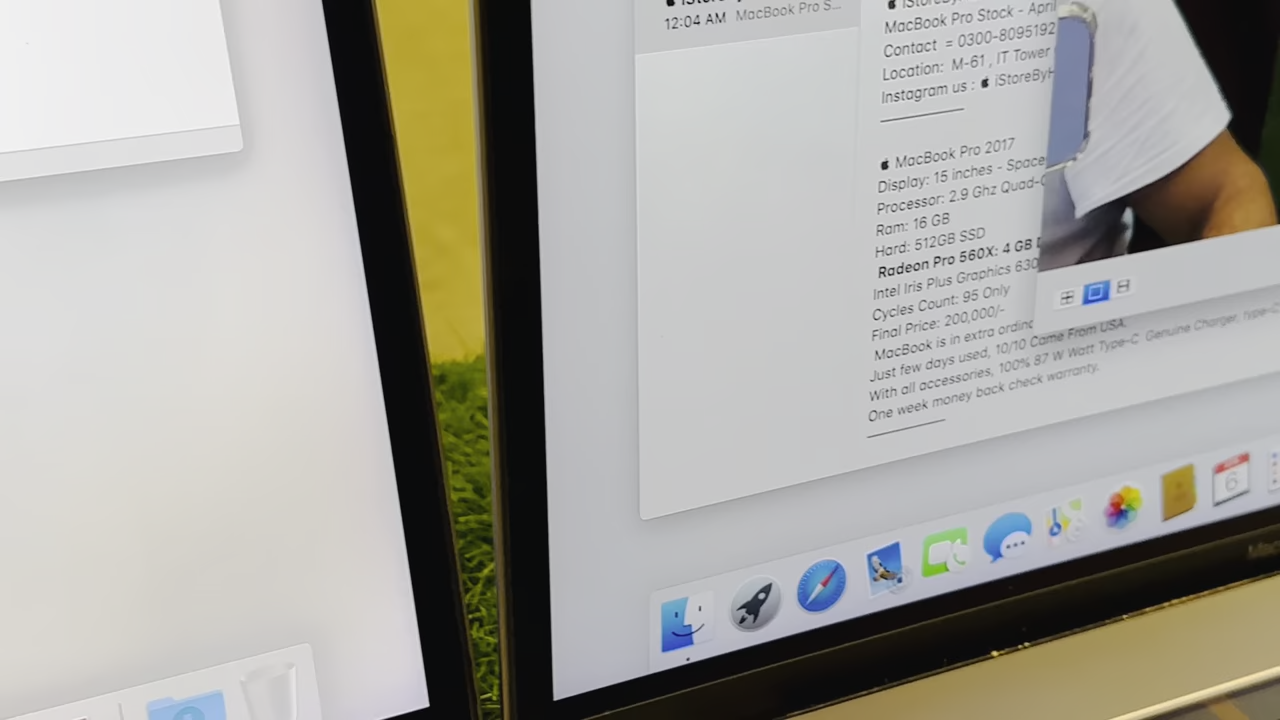 12:04 AM MacBook Pro S...
MacBook Pro Stock - April
Contact = 0300-8095192
Location: M-61 , IT Tower
Instagram us : iStoreByH
MacBook Pro 2017
Display: 15 inches - Space
Processor: 2.9 Ghz Quad-C
Ram: 16 GB
Hard: 512GB SSD
Radeon Pro 560X: 4 GB
Intel Iris Plus Graphics 630
Cycles Count: 95 Only
Final Price: 200,000/-
MacBook is in extra ordin
Just few days used, 10/10 Came From USA.
With all accessories, 100% 87 W Watt Type-C Genuine Charger, type-c
One week money back check warranty.
6